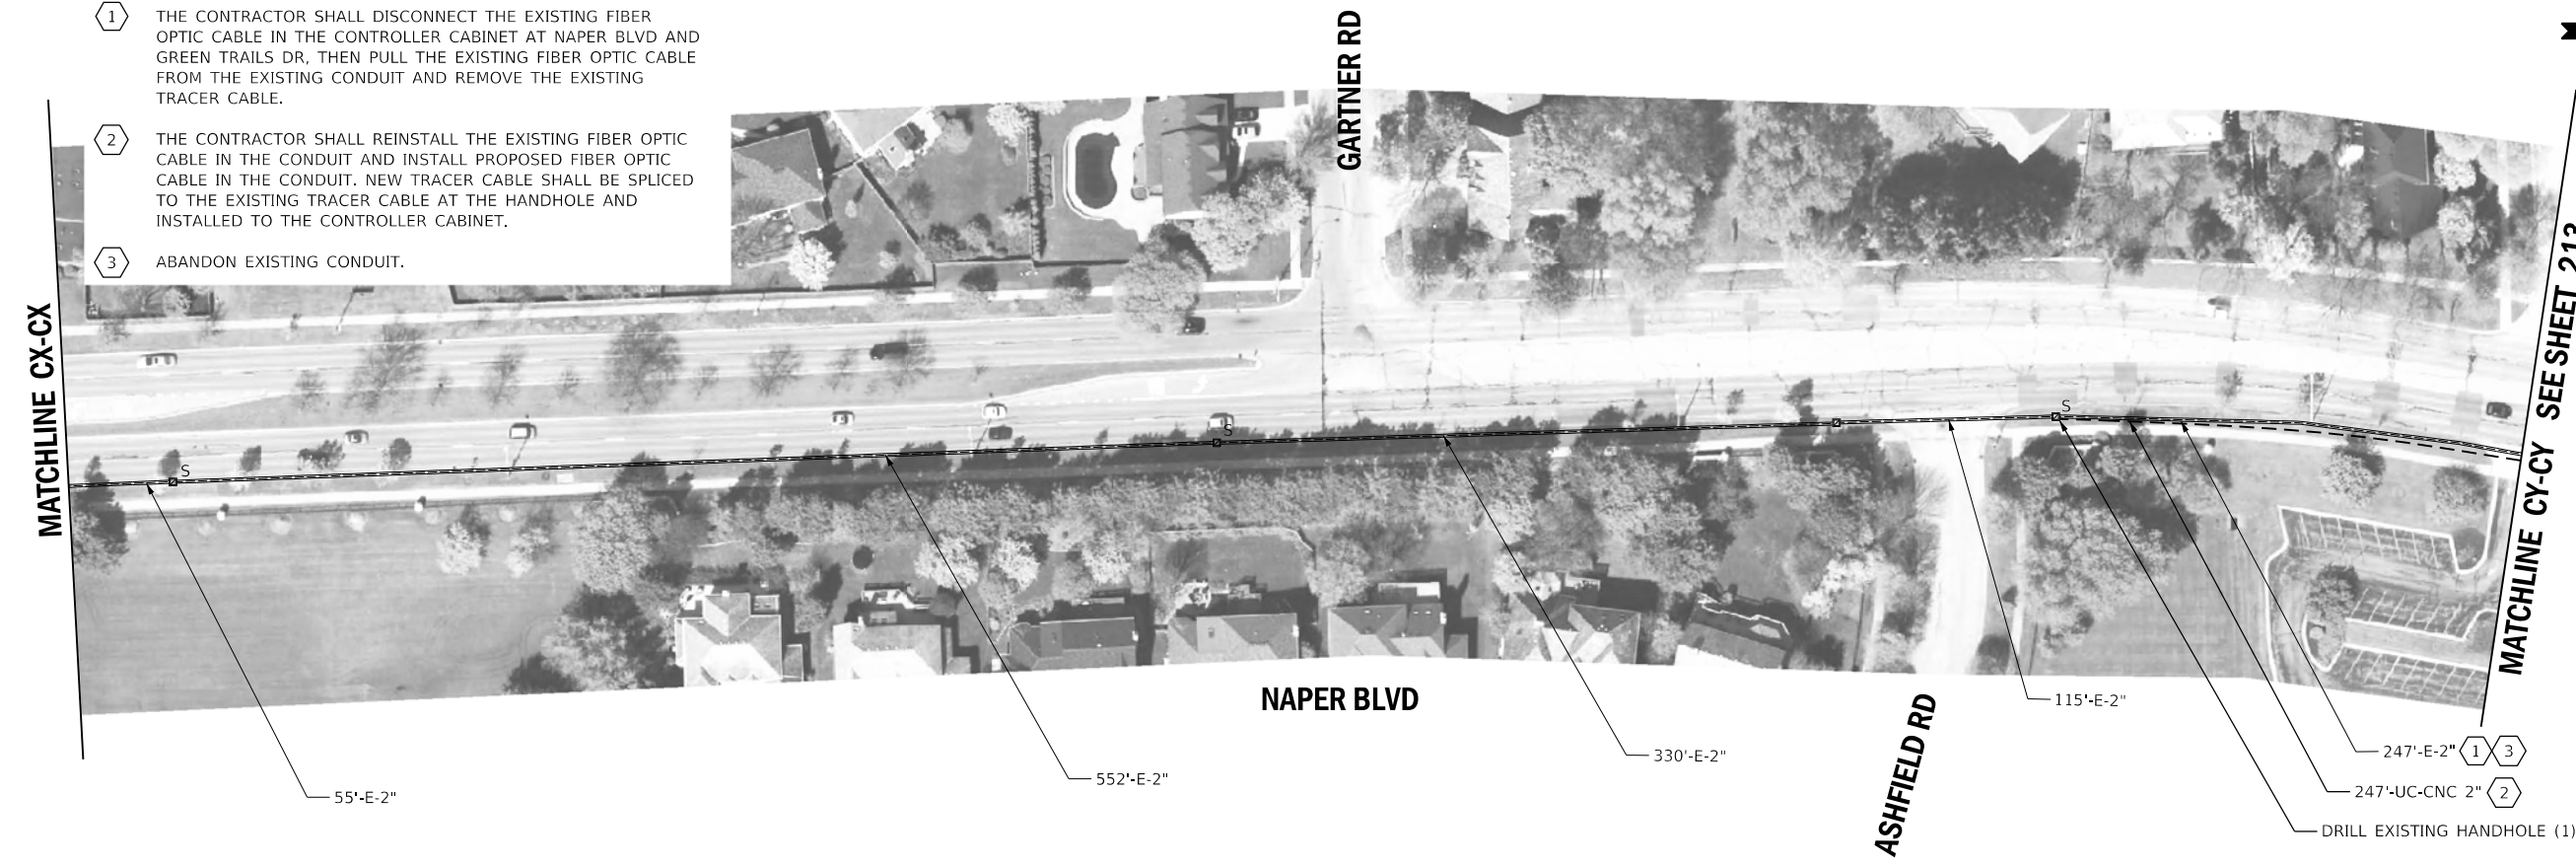 1
THE CONTRACTOR SHALL DISCONNECT THE EXISTING FIBER
OPTIC CABLE IN THE CONTROLLER CABINET AT NAPER BLVD AND
GREEN TRAILS DR, THEN PULL THE EXISTING FIBER OPTIC CABLE
FROM THE EXISTING CONDUIT AND REMOVE THE EXISTING
TRACER CABLE.
2
THE CONTRACTOR SHALL REINSTALL THE EXISTING FIBER OPTIC
CABLE IN THE CONDUIT AND INSTALL PROPOSED FIBER OPTIC
CABLE IN THE CONDUIT. NEW TRACER CABLE SHALL BE SPLICED
TO THE EXISTING TRACER CABLE AT THE HANDHOLE AND
INSTALLED TO THE CONTROLLER CABINET.
3
ABANDON EXISTING CONDUIT.
GARTNER RD
MATCHLINE CX-CX
MATCHLINE CY-CY SEE SHEET 213
S
S
S
NAPER BLVD
ASHFIELD RD
55'-E-2"
552'-E-2"
330'-E-2"
115'-E-2"
247'-E-2" 1 3
247'-UC-CNC 2" 2
DRILL EXISTING HANDHOLE (1)